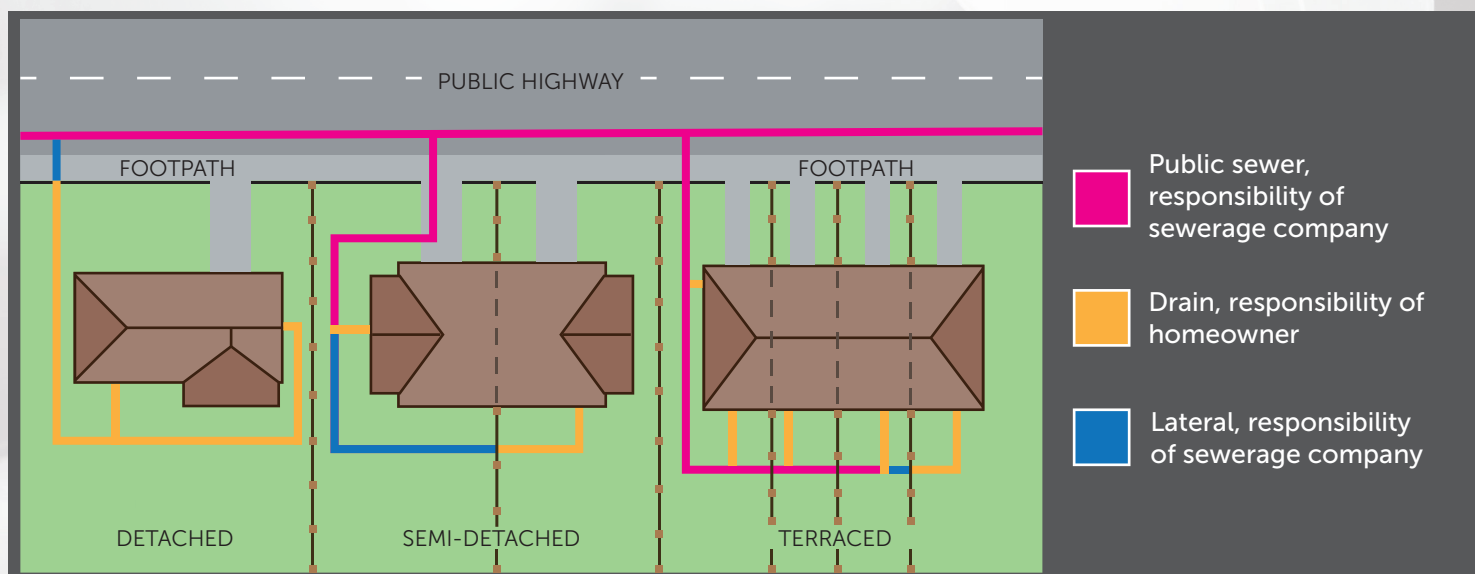 PUBLIC HIGHWAY
FOOTPATH
FOOTPATH
DETACHED
SEMI-DETACHED
TERRACED
Public sewer,
responsibility of
sewerage company
Drain, responsibility of
homeowner
Lateral, responsibility
of sewerage company